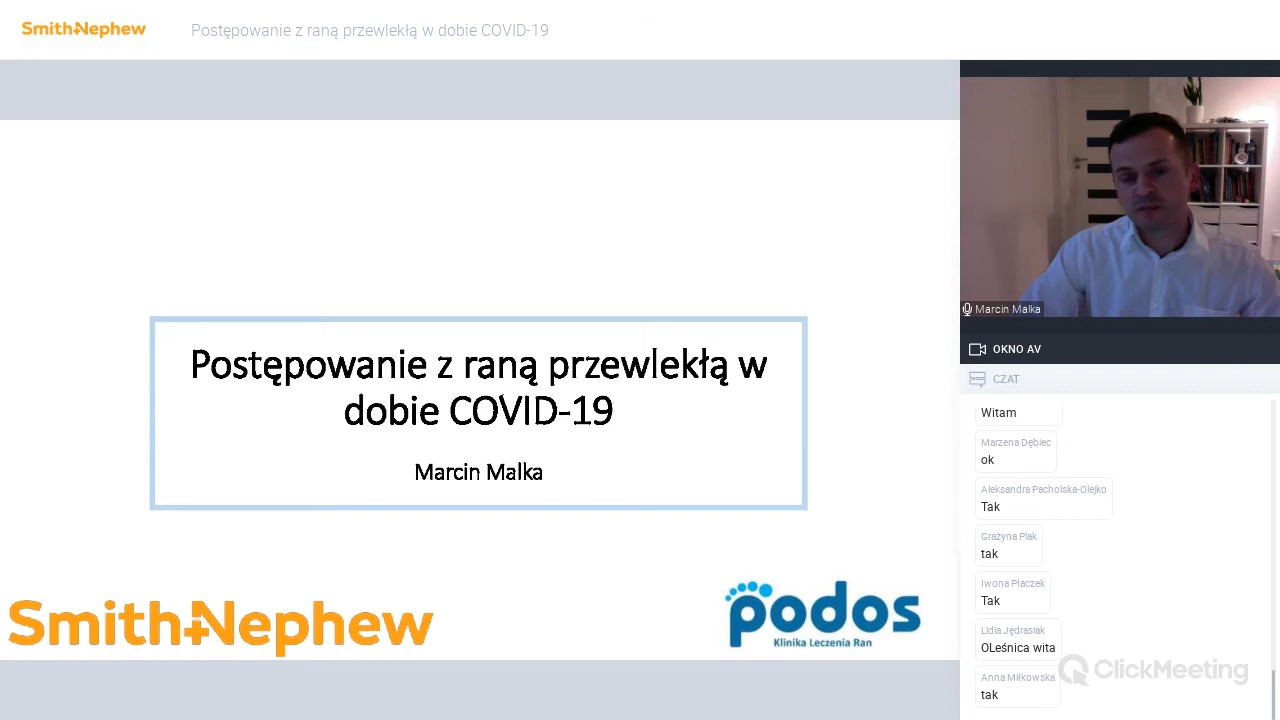 Smith+Nephew
Postępowanie z raną przewlekłą w dobie COVID-19
Postępowanie z raną przewlekłą w
dobie COVID-19
Marcin Malka
Smith+Nephew
podos
Klinika Leczenia Ran
Marcin Malka
OKNO AV
CZAT
Witam
Marzena Dębiec
ok
Aleksandra Pacholska-Olejko
Tak
Grażyna Plak
tak
Iwona Płaczek
Tak
Lidia Jędrasiak
OLeśnica wita
Anna Miłkowska
tak
ClickMeeting